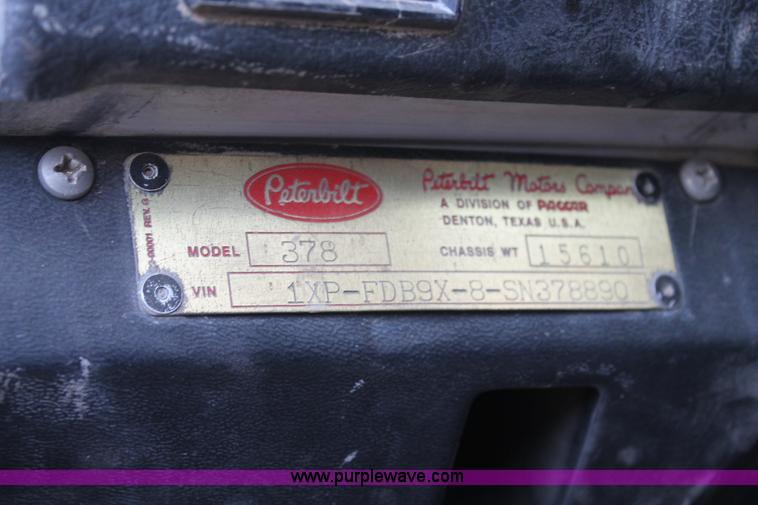 Peterbilt
Peterbilt Motors Company
A DIVISION OF PACCAR
DENTON, TEXAS U.S.A.
MODEL 378 CHASSIS WT 15610
VIN 1XP-FDB9X-8-SN378890
www.purplewave.com